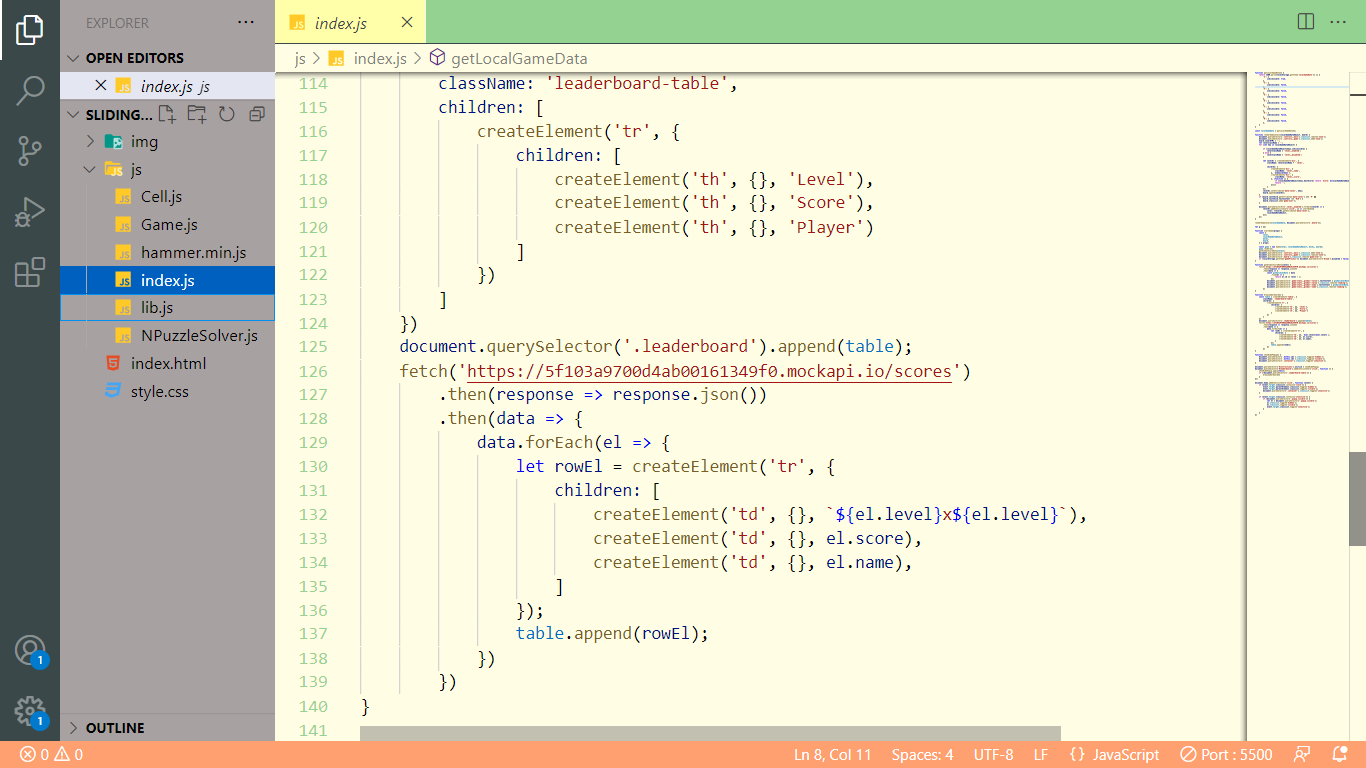 EXPLORER
OPEN EDITORS
index.js js
SLIDING...
img
js
Cell.js
Game.js
hammer.min.js
index.js
lib.js
NPuzzleSolver.js
index.html
style.css
OUTLINE
index.js
js > index.js > getLocalGameData
114 className: 'leaderboard-table',
115 children: [
116 createElement('tr', {
117 children: [
118 createElement('th', {}, 'Level'),
119 createElement('th', {}, 'Score'),
120 createElement('th', {}, 'Player')
121 ]
122 })
123 ]
124 })
125 document.querySelector('.leaderboard').append(table);
126 fetch('https://5f103a9700d4ab00161349f0.mockapi.io/scores')
127 .then(response => response.json())
128 .then(data => {
129 data.forEach(el => {
130 let rowEl = createElement('tr', {
131 children: [
132 createElement('td', {}, `${el.level}x${el.level}`),
133 createElement('td', {}, el.score),
134 createElement('td', {}, el.name),
135 ]
136 });
137 table.append(rowEl);
138 })
139 })
140 }
141
1
1
0 0 Ln 8, Col 11 Spaces: 4 UTF-8 LF {} JavaScript Port : 5500